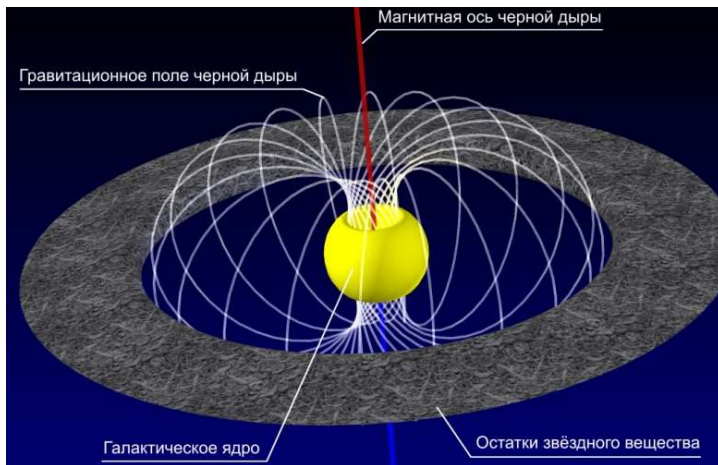 Магнитная ось черной дыры
Гравитационное поле черной дыры
Галактическое ядро
Остатки звёздного вещества